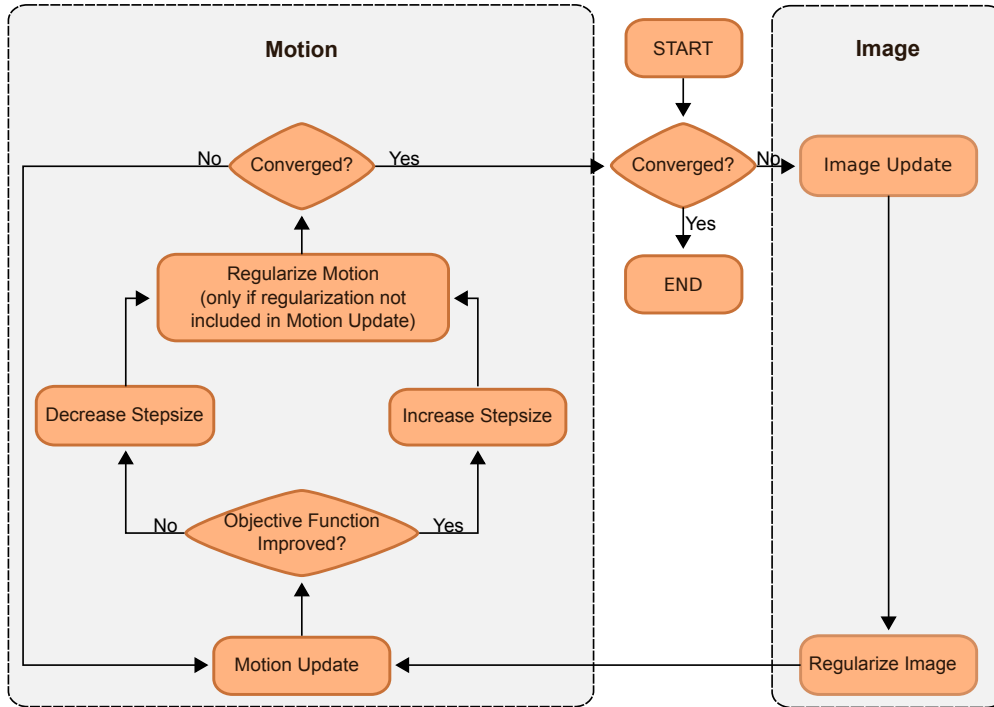 Motion
START
Image
No
Converged?
Yes
Converged?
No
Image Update
Yes
Regularize Motion
(only if regularization not
included in Motion Update)
END
Decrease Stepsize
Increase Stepsize
No
Objective Function
Improved?
Yes
Motion Update
Regularize Image